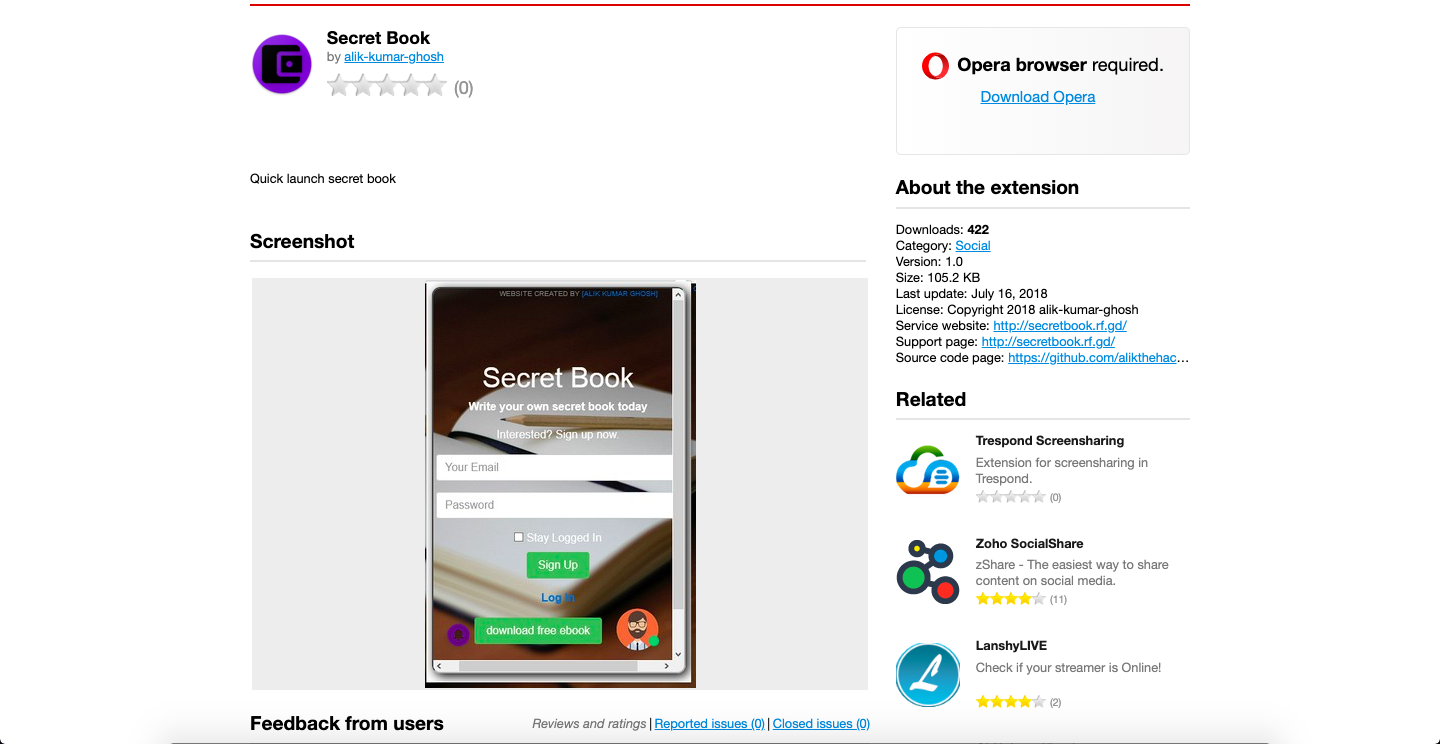 Secret Book
by alik-kumar-ghosh
(0)
Quick launch secret book
Screenshot
WEBSITE CREATED BY [ALIK KUMAR GHOSH]
Secret Book
Write your own secret book today
Interested? Sign up now.
Your Email
Password
Stay Logged In
Sign Up
Log In
download free ebook
Feedback from users
Reviews and ratings | Reported issues (0) | Closed issues (0)
Opera browser required.
Download Opera
About the extension
Downloads: 422
Category: Social
Version: 1.0
Size: 105.2 KB
Last update: July 16, 2018
License: Copyright 2018 alik-kumar-ghosh
Service website: http://secretbook.rf.gd/
Support page: http://secretbook.rf.gd/
Source code page: https://github.com/alikthehac…
Related
Trespond Screensharing
Extension for screensharing in
Trespond.
(0)
Zoho SocialShare
zShare - The easiest way to share
content on social media.
(11)
LanshyLIVE
Check if your streamer is Online!
(2)